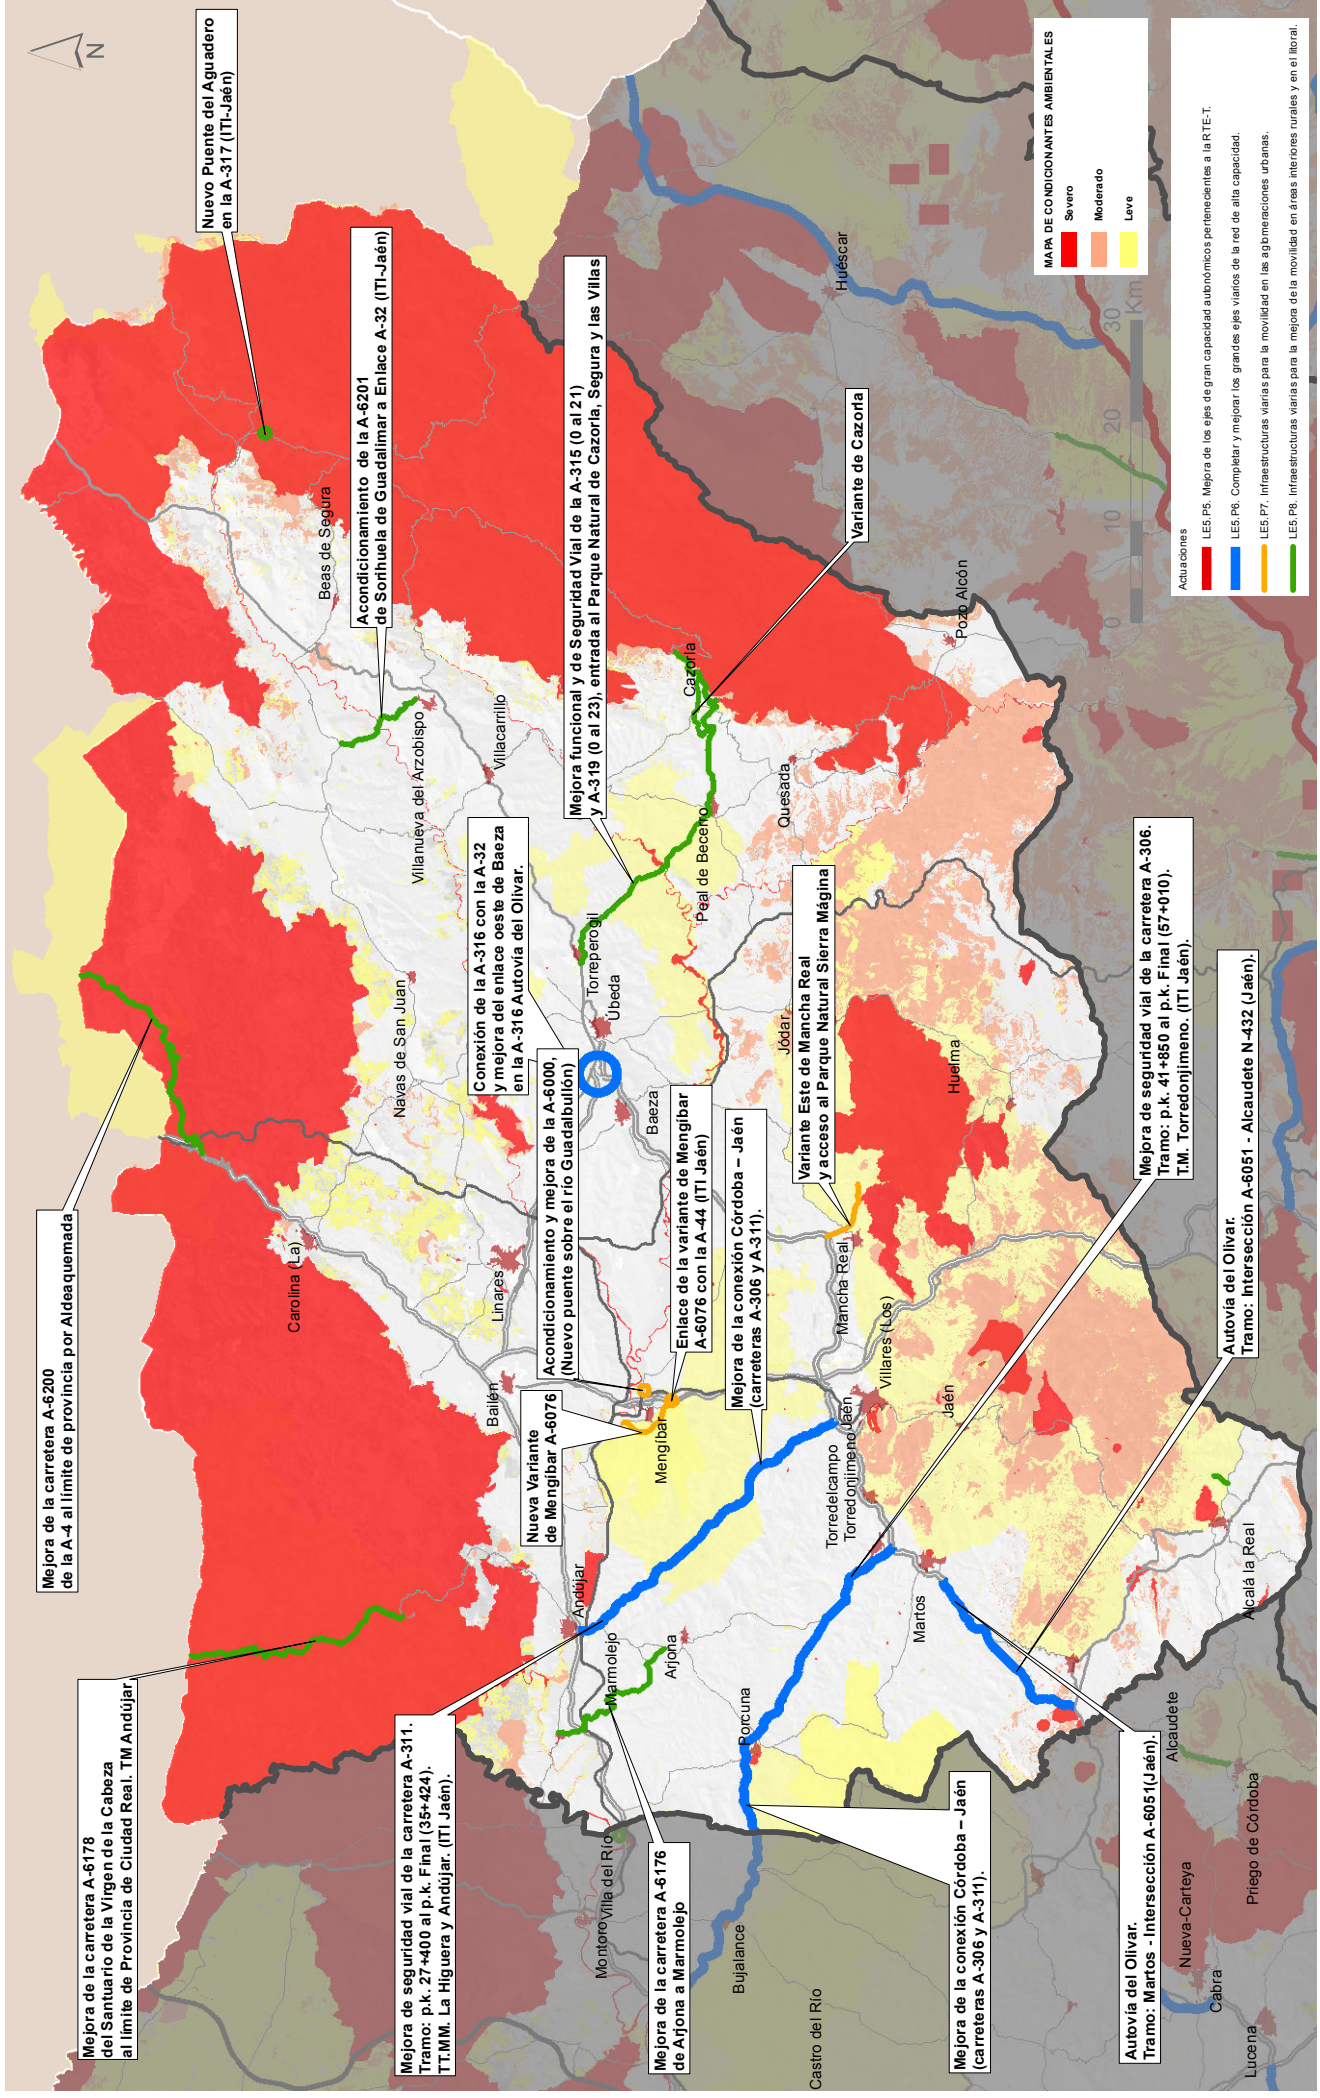 N
Mejora de la carretera A-6178
del Santuario de la Virgen de la Cabeza
al límite de Provincia de Ciudad Real. TM Andújar
Mejora de la carretera A-6200
de la A-4 al límite de provincia por Aldeaquemada
Nuevo Puente del Aguadero
en la A-317 (ITI-Jaén)
Acondicionamiento de la A-6201
de Sorihuela de Guadalimar a Enlace A-32 (ITI-Jaén)
Mejora de seguridad vial de la carretera A-311.
Tramo: p.k. 27+400 al p.k. Final (35+424).
TT.MM. La Higuera y Andújar. (ITI Jaén).
Conexión de la A-316 con la A-32
y mejora del enlace oeste de Baeza
en la A-316 Autovía del Olivar.
Nueva Variante
de Mengibar A-6076
Acondicionamiento y mejora de la A-6000,
(Nuevo puente sobre el río Guadalbullón)
Mejora funcional y de Seguridad Vial de la A-315 (0 al 21)
y A-319 (0 al 23), entrada al Parque Natural de Cazorla, Segura y las Villas
Mejora de la carretera A-6176
de Arjona a Marmolejo
Enlace de la variante de Mengibar
A-6076 con la A-44 (ITI Jaén)
Mejora de la conexión Córdoba – Jaén
(carreteras A-306 y A-311).
Variante Este de Mancha Real
y acceso al Parque Natural Sierra Mágina
Variante de Cazorla
Mejora de la conexión Córdoba – Jaén
(carreteras A-306 y A-311).
Autovía del Olivar.
Tramo: Martos - Intersección A-6051(Jaén).
Mejora de seguridad vial de la carretera A-306.
Tramo: p.k. 41+850 al p.k. Final (57+010).
T.M. Torredonjimeno. (ITI Jaén).
Autovía del Olivar.
Tramo: Intersección A-6051 - Alcaudete N-432 (Jaén).
Carolina (La)
Beas de Segura
Navas de San Juan
Villanueva del Arzobispo
Villacarrillo
Linares
Bailén
Andújar
Marmolejo
Arjona
Mengíbar
Baeza
Úbeda
Torreperogil
Peal de Becerro
Cazorla
Quesada
Pozo Alcón
Huéscar
Jódar
Huelma
Mancha Real
Villares (Los)
Jaén
Jaén
Torredelcampo
Torredonjimeno
Martos
Porcuna
Villa del Río
Montoro
Bujalance
Castro del Río
Alcalá la Real
Alcaudete
Priego de Córdoba
Nueva-Carteya
Cabra
Lucena
0
10
20
30
Km
MAPA DE CONDICIONANTES AMBIENTALES
Severo
Moderado
Leve
Actuaciones
LE5.P5. Mejora de los ejes de gran capacidad autonómicos pertenecientes a la RTE-T.
LE5.P6. Completar y mejorar los grandes ejes viarios de la red de alta capacidad.
LE5.P7. Infraestructuras viarias para la movilidad en las aglomeraciones urbanas.
LE5.P8. Infraestructuras viarias para la mejora de la movilidad en áreas interiores rurales y en el litoral.